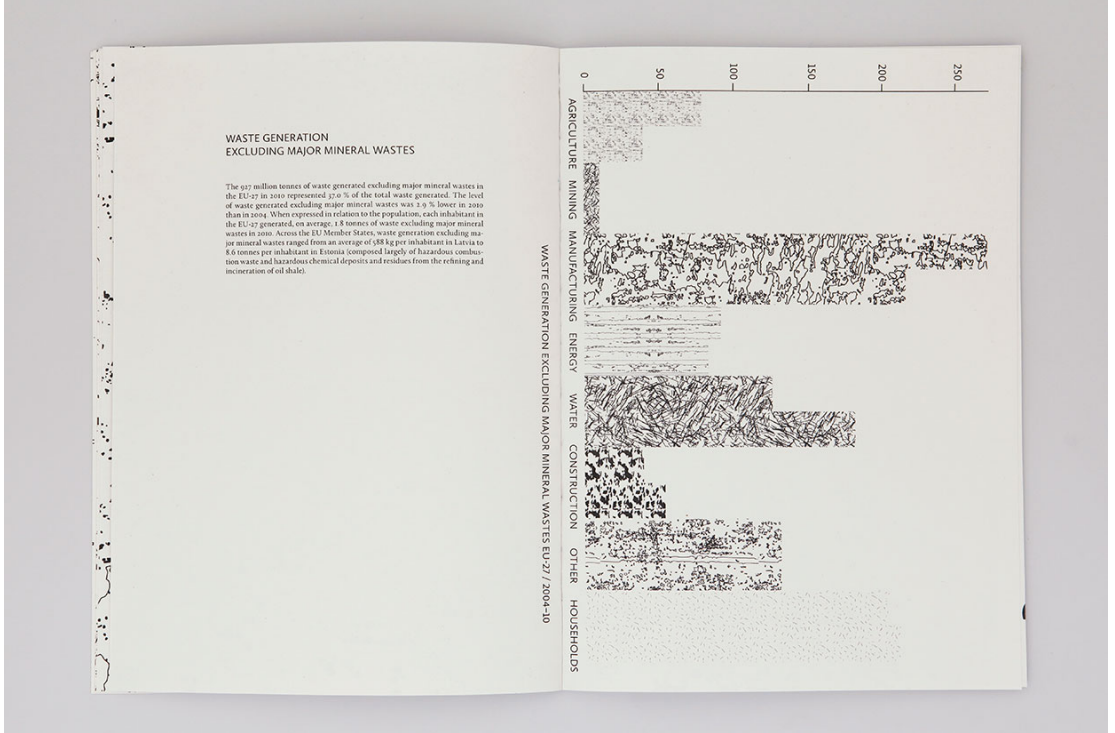 WASTE GENERATION
EXCLUDING MAJOR MINERAL WASTES
The 927 million tonnes of waste generated excluding major mineral wastes in
the EU-27 in 2010 represented 37.0 % of the total waste generated. The level
of waste generated excluding major mineral wastes was 2.9 % lower in 2010
than in 2004. When expressed in relation to the population, each inhabitant in
the EU-27 generated, on average, 1.8 tonnes of waste excluding major mineral
wastes in 2010. Across the EU Member States, waste generation excluding ma-
jor mineral wastes ranged from an average of 588 kg per inhabitant in Latvia to
8.6 tonnes per inhabitant in Estonia (composed largely of hazardous combus-
tion waste and hazardous chemical deposits and residues from the refining and
incineration of oil shale).
WASTE GENERATION EXCLUDING MAJOR MINERAL WASTES EU-27 / 2004–10
0
50
100
150
200
250
AGRICULTURE MINING MANUFACTURING ENERGY WATER CONSTRUCTION OTHER HOUSEHOLDS